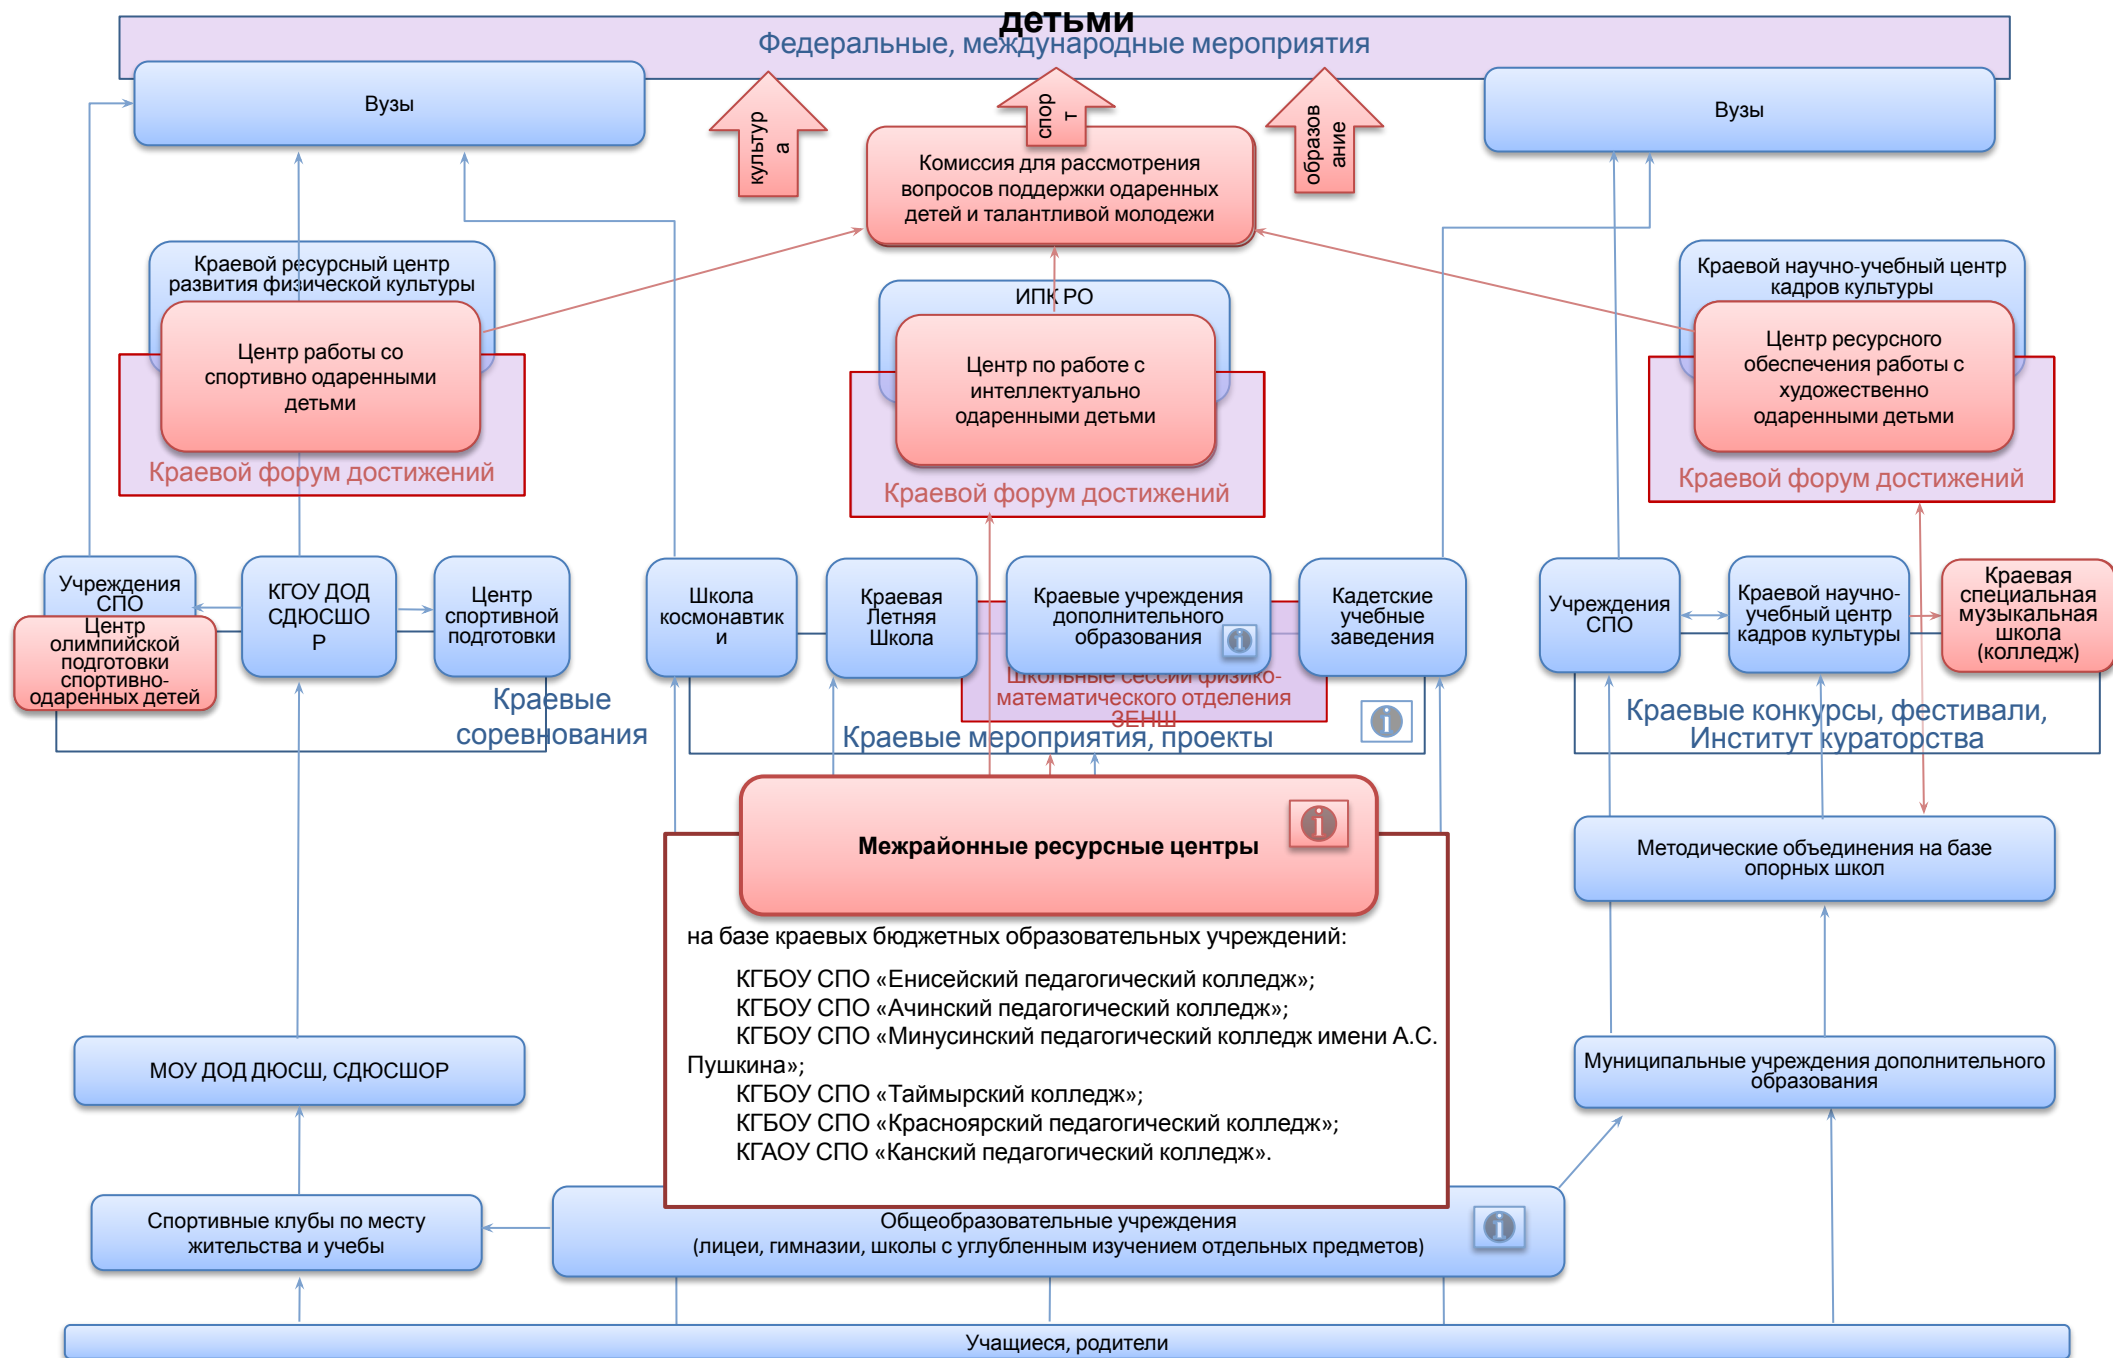 детьми
Федеральные, международные мероприятия
Вузы
культур
а
спор
т
образов
ание
Вузы
Комиссия для рассмотрения
вопросов поддержки одаренных
детей и талантливой молодежи
Краевой ресурсный центр
развития физической культуры
Центр работы со
спортивно одаренными
детьми
Краевой форум достижений
ИПК РО
Центр по работе с
интеллектуально
одаренными детьми
Краевой форум достижений
Краевой научно-учебный центр
кадров культуры
Центр ресурсного
обеспечения работы с
художественно
одаренными детьми
Краевой форум достижений
Учреждения
СПО
Центр
олимпийской
подготовки
спортивно-
одаренных детей
КГОУ ДОД
СДЮСШО
Р
Центр
спортивной
подготовки
Краевые
соревнования
Школа
космонавтик
и
Краевая
Летняя
Школа
Краевые учреждения
дополнительного
образования
Кадетские
учебные
заведения
Школьные сессии физико-
математического отделения
ЗЕНШ
Краевые мероприятия, проекты
Учреждения
СПО
Краевой научно-
учебный центр
кадров культуры
Краевая
специальная
музыкальная
школа
(колледж)
Краевые конкурсы, фестивали,
Институт кураторства
Межрайонные ресурсные центры
на базе краевых бюджетных образовательных учреждений:
КГБОУ СПО «Енисейский педагогический колледж»;
КГБОУ СПО «Ачинский педагогический колледж»;
КГБОУ СПО «Минусинский педагогический колледж имени А.С.
Пушкина»;
КГБОУ СПО «Таймырский колледж»;
КГБОУ СПО «Красноярский педагогический колледж»;
КГАОУ СПО «Канский педагогический колледж».
Методические объединения на базе
опорных школ
МОУ ДОД ДЮСШ, СДЮСШОР
Муниципальные учреждения дополнительного
образования
Спортивные клубы по месту
жительства и учебы
Общеобразовательные учреждения
(лицеи, гимназии, школы с углубленным изучением отдельных предметов)
Учащиеся, родители